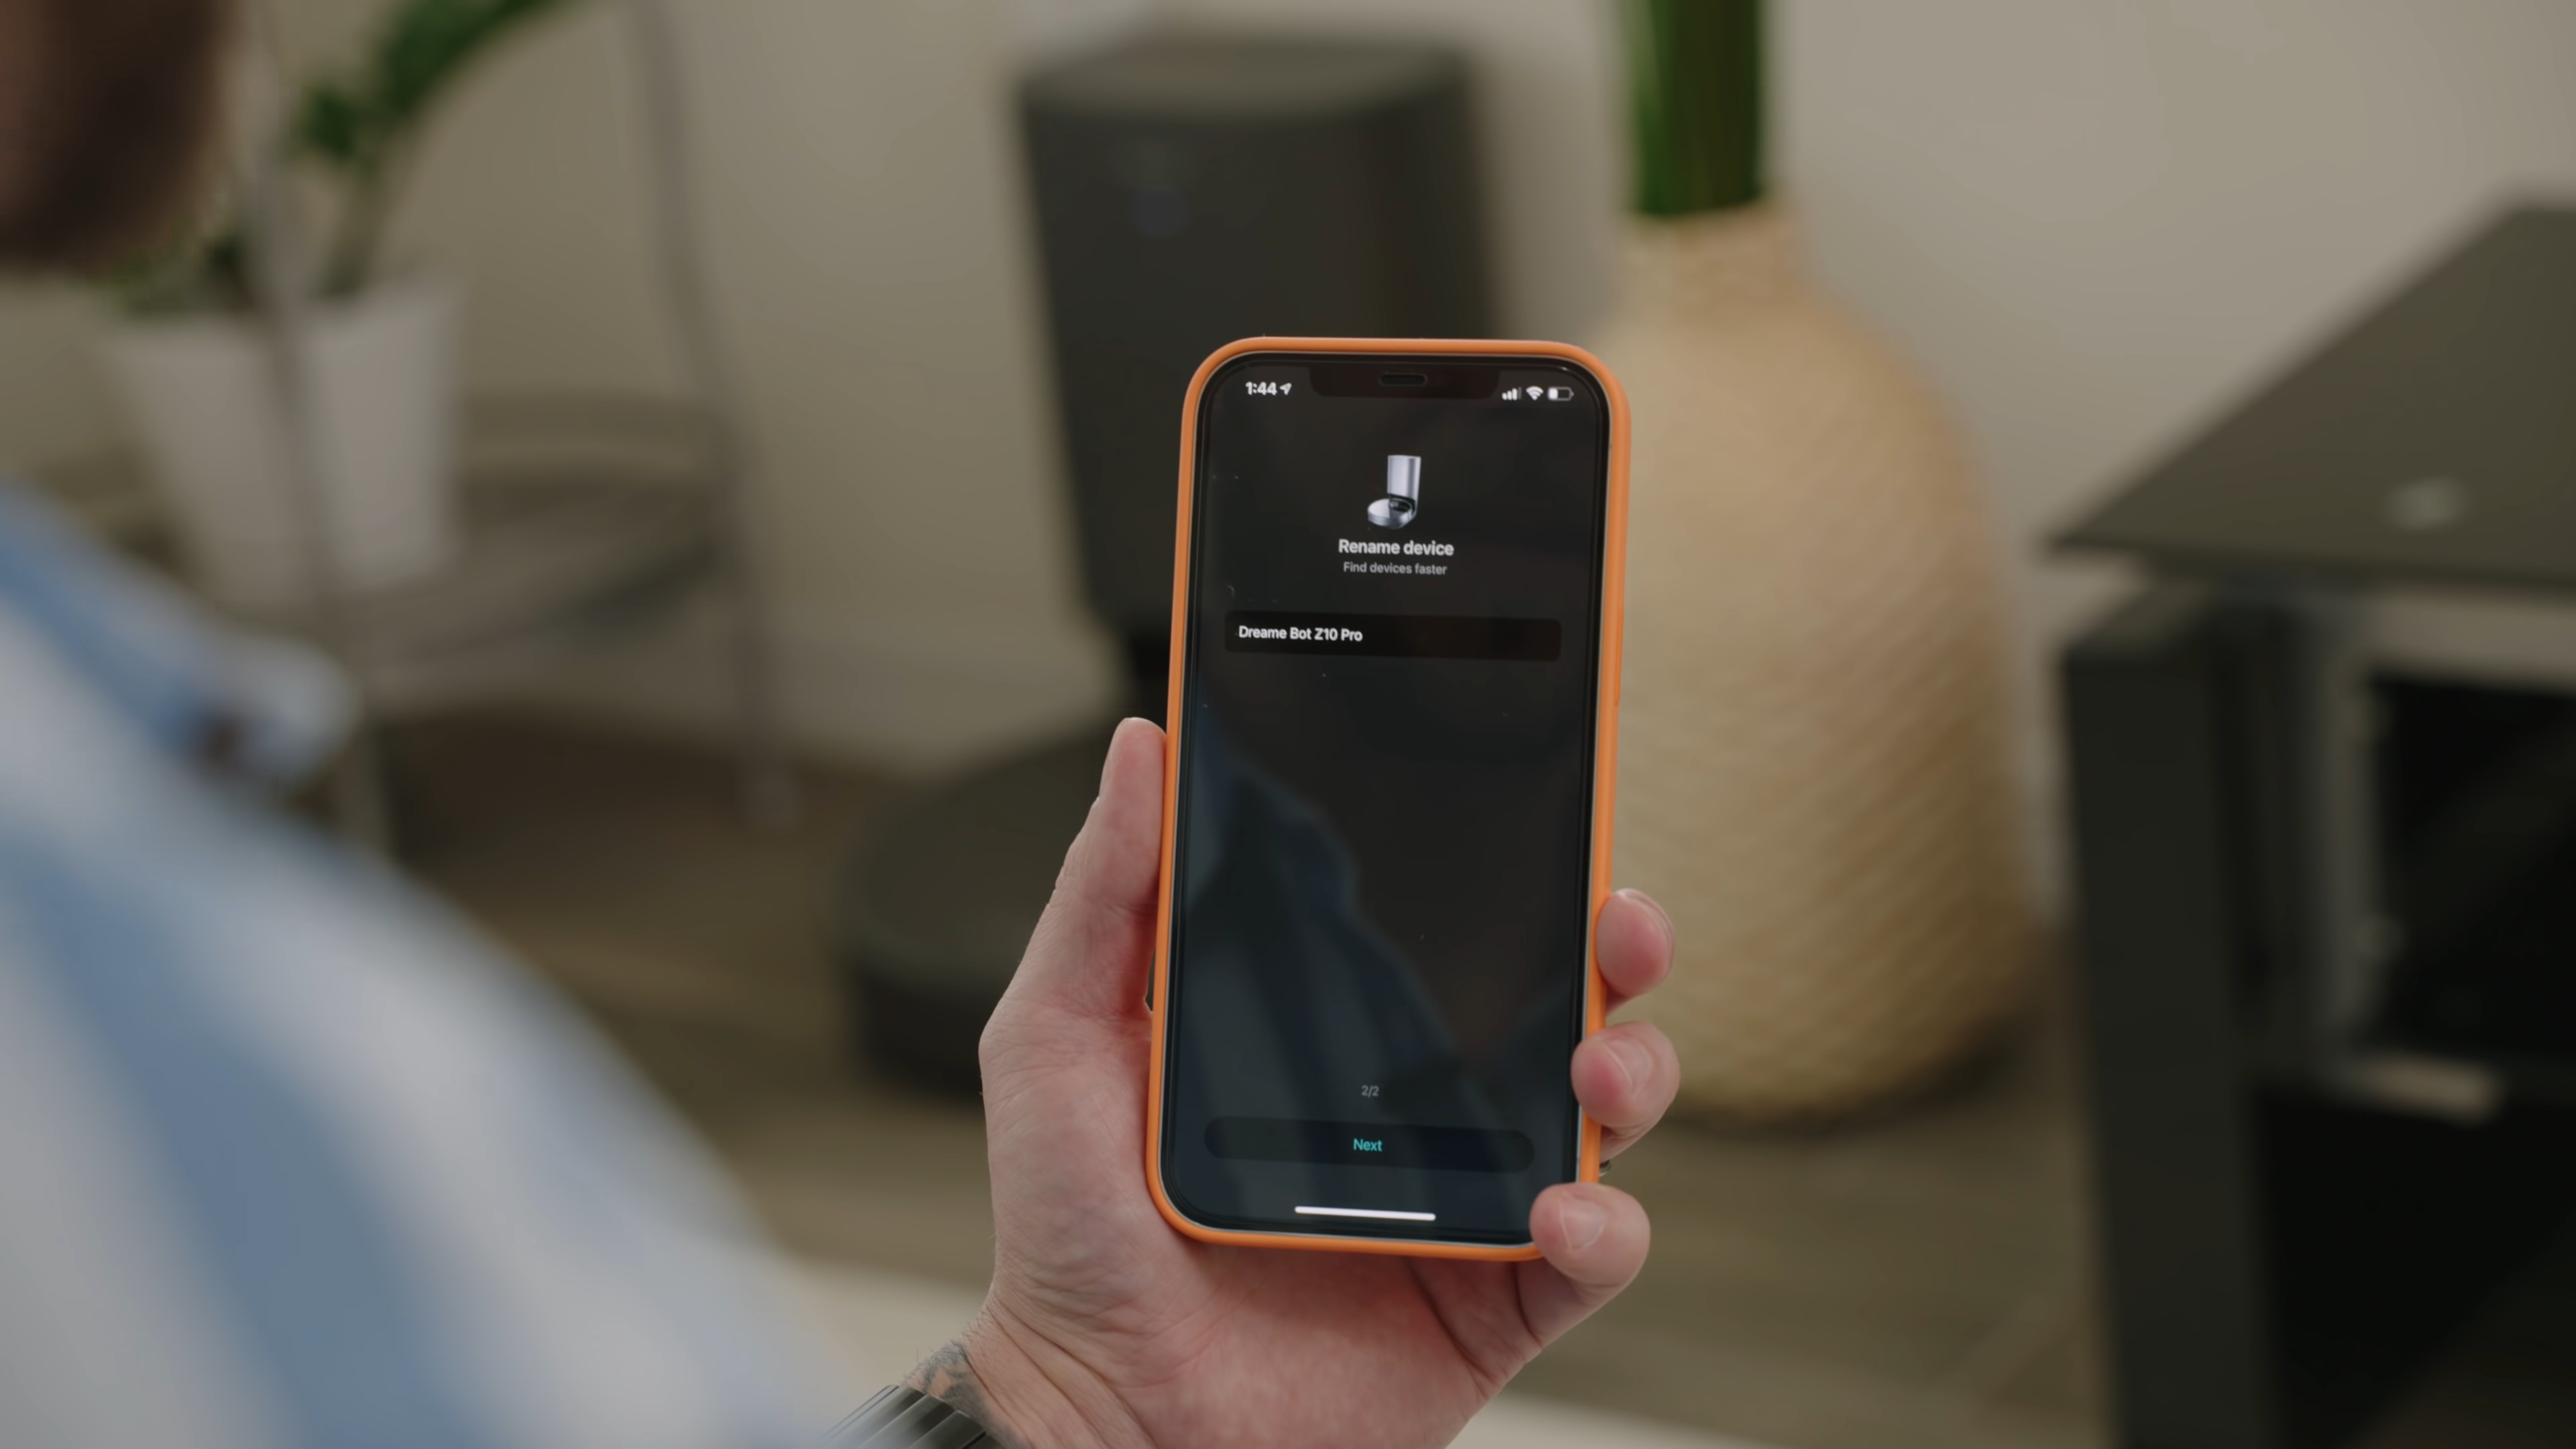 1:44
Rename device
Find devices faster
Dreame Bot Z10 Pro
2/2
Next